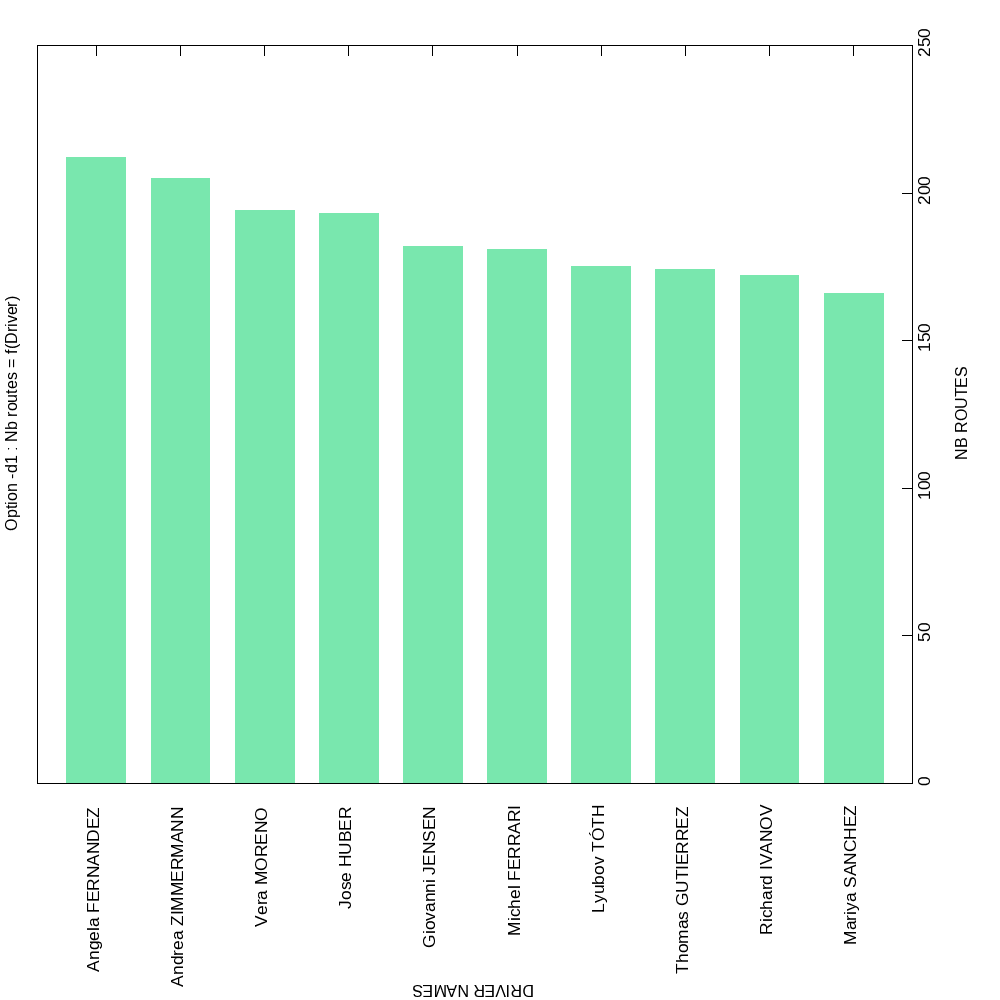 Option -d1 : Nb routes = f(Driver)
250
200
150
100
50
0
NB ROUTES
Angela FERNANDEZ
Andrea ZIMMERMANN
Vera MORENO
Jose HUBER
Giovanni JENSEN
Michel FERRARI
Lyubov TÓTH
Thomas GUTIERREZ
Richard IVANOV
Mariya SANCHEZ
DRIVER NAMES